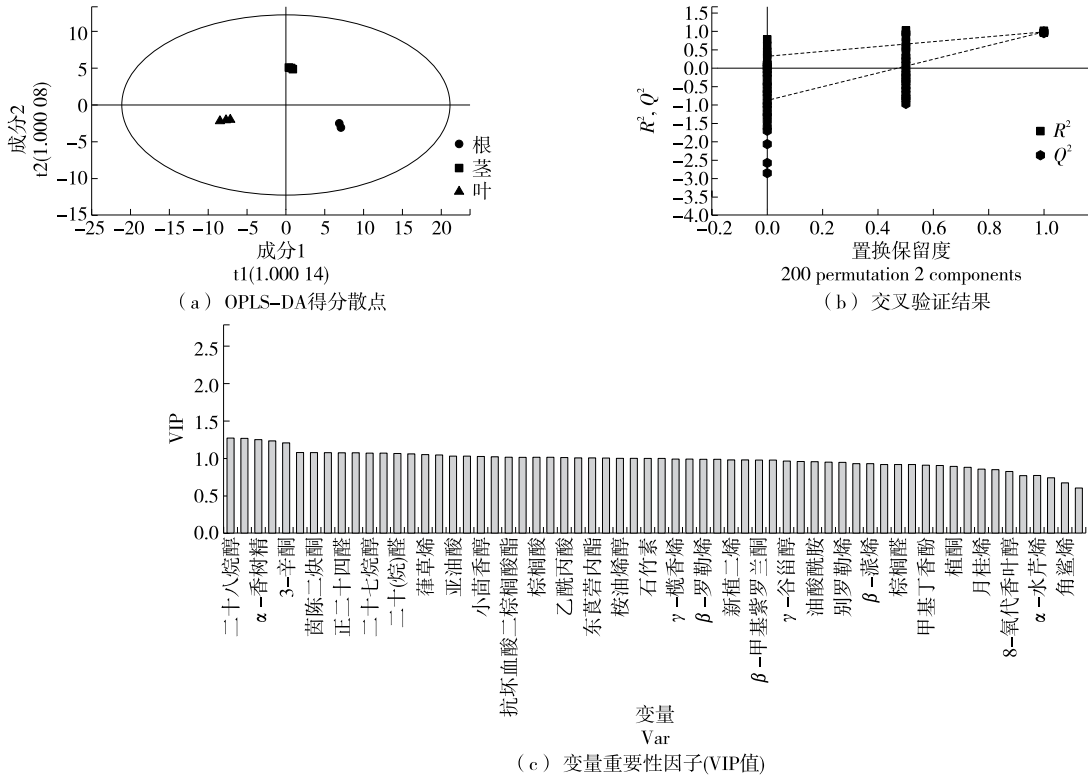 10
5
0
-5
-10
-15
成分2
t2(1.000 08)
-25
-20
-15
-10
-5
0
5
10
15
20
成分1
t1(1.000 14)
根
茎
叶
(a) OPLS-DA得分散点
1.5
1.0
0.5
0.0
-0.5
-1.0
-1.5
-2.0
-2.5
-3.0
-3.5
-4.0
R², Q²
R²
Q²
-0.2
0.0
0.2
0.4
0.6
0.8
1.0
置换保留度
200 permutation 2 components
(b) 交叉验证结果
2.5
2.0
1.5
1.0
0.5
0.0
VIP
二十八烷醇
α-香树精
3-辛酮
茵陈二炔酮
正二十四醛
二十七烷醇
二十(烷)醛
葎草烯
亚油酸
小茴香醇
抗坏血酸二棕榈酸酯
棕榈酸
乙酰丙酸
东莨菪内酯
桉油烯醇
石竹素
γ-榄香烯
β-罗勒烯
新植二烯
β-甲基紫罗兰酮
γ-谷甾醇
油酸酰胺
别罗勒烯
β-蒎烯
棕榈醛
甲基丁香酚
植酮
月桂烯
8-氧代香叶醇
α-水芹烯
角鲨烯
变量
Var
(c) 变量重要性因子(VIP值)